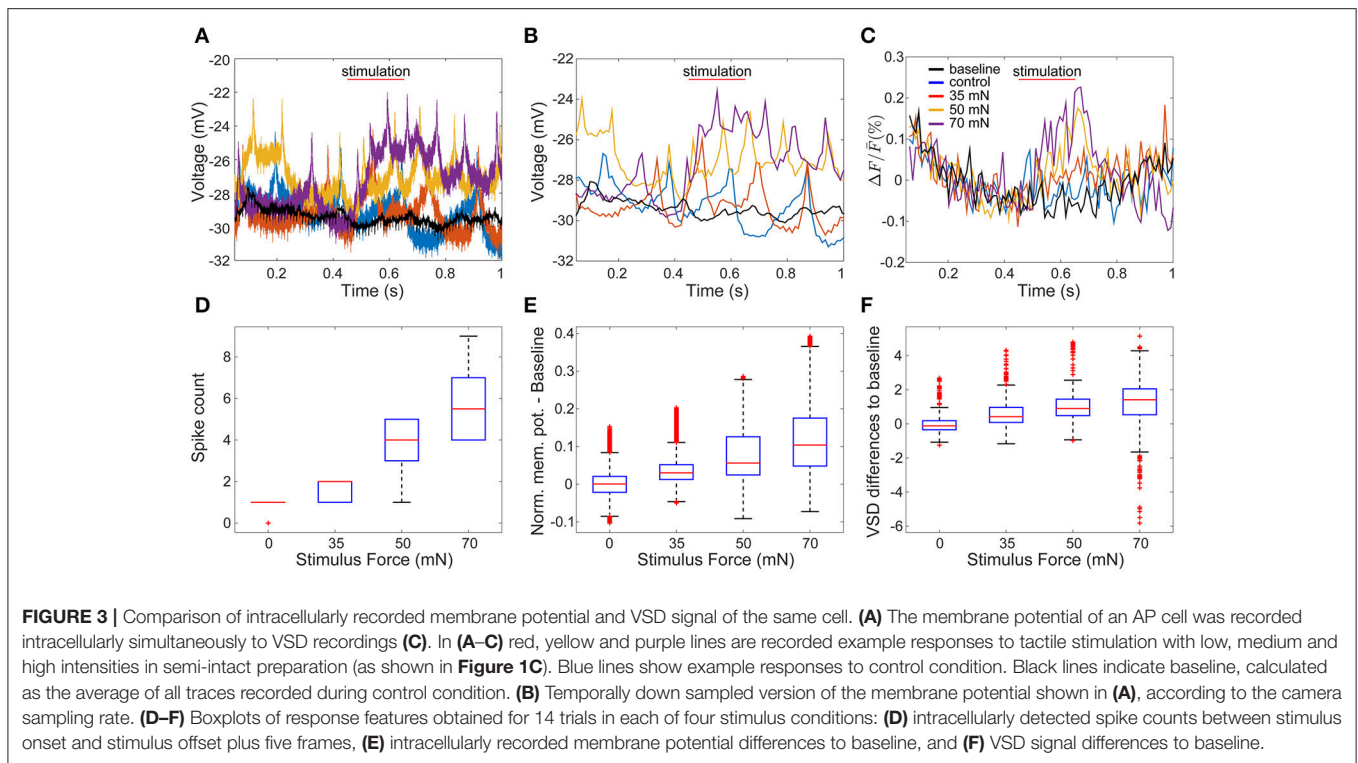 A
-20
-22
-24
-26
-28
-30
-32
Voltage (mV)
stimulation
0.2 0.4 0.6 0.8 1
Time (s)
B
-22
-24
-26
-28
-30
-32
Voltage (mV)
stimulation
0.2 0.4 0.6 0.8 1
Time (s)
C
0.3
0.2
0.1
0
-0.1
0.2
ΔF/F̄(%)
baseline
stimulation
control
35 mN
50 mN
70 mN
0.2 0.4 0.6 0.8 1
Time (s)
D
8
6
4
2
0
Spike count
0 35 50 70
Stimulus Force (mN)
E
0.4
0.3
0.2
0.1
0
-0.1
Norm. mem. pot. - Baseline
0 35 50 70
Stimulus Force (mN)
F
4
2
0
-2
-4
-6
VSD differences to baseline
0 35 50 70
Stimulus Force (mN)
FIGURE 3 | Comparison of intracellularly recorded membrane potential and VSD signal of the same cell. (A) The membrane potential of an AP cell was recorded
intracellularly simultaneously to VSD recordings (C). In (A–C) red, yellow and purple lines are recorded example responses to tactile stimulation with low, medium and
high intensities in semi-intact preparation (as shown in Figure 1C). Blue lines show example responses to control condition. Black lines indicate baseline, calculated
as the average of all traces recorded during control condition. (B) Temporally down sampled version of the membrane potential shown in (A), according to the camera
sampling rate. (D–F) Boxplots of response features obtained for 14 trials in each of four stimulus conditions: (D) intracellularly detected spike counts between stimulus
onset and stimulus offset plus five frames, (E) intracellularly recorded membrane potential differences to baseline, and (F) VSD signal differences to baseline.